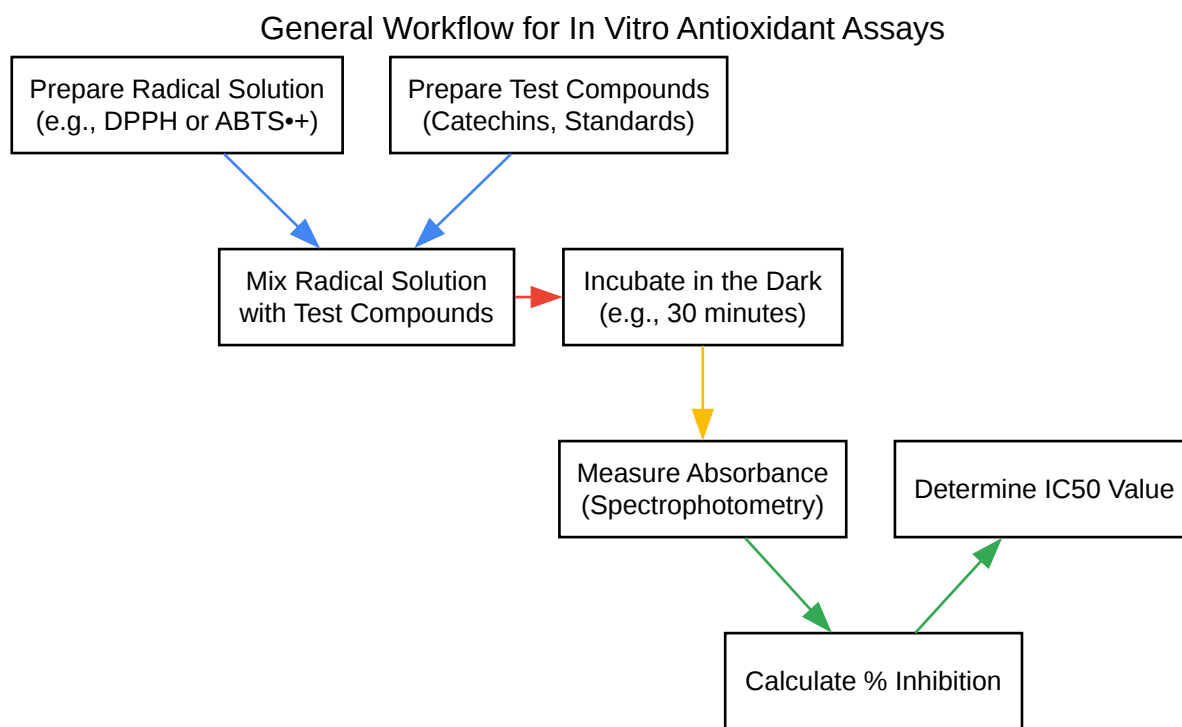 General Workflow for In Vitro Antioxidant Assays
Prepare Radical Solution
(e.g., DPPH or ABTS•+)
Prepare Test Compounds
(Catechins, Standards)
Mix Radical Solution
with Test Compounds
Incubate in the Dark
(e.g., 30 minutes)
Measure Absorbance
(Spectrophotometry)
Determine IC50 Value
Calculate % Inhibition